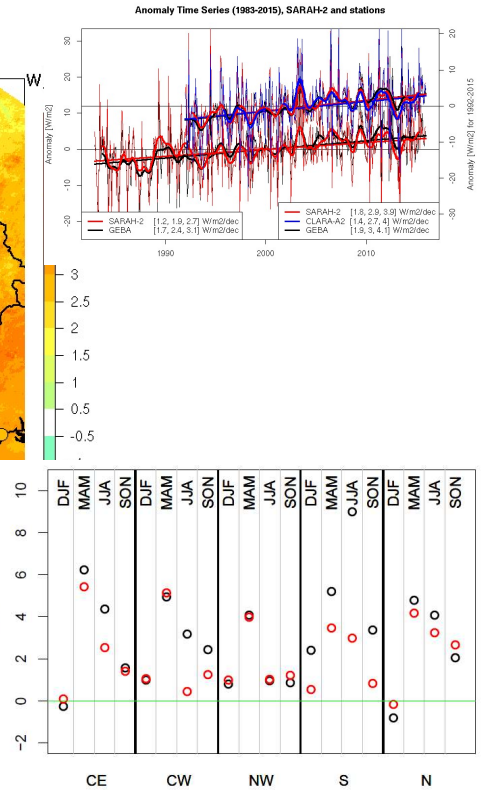 Anomaly Time Series (1983-2015), SARAH-2 and stations
W
Anomaly [W/m2]
30
20
10
0
-10
-20
20
10
0
-10
-20
-30
Anomaly [W/m2] for 1992-2015
SARAH-2 [1.2, 1.9, 2.7] W/m2/dec
GEBA [1.7, 2.4, 3.1] W/m2/dec
SARAH-2 [1.8, 2.9, 3.9] W/m2/dec
CLARA-A2 [1.4, 2.7, 4] W/m2/dec
GEBA [1.9, 3, 4.1] W/m2/dec
1990 2000 2010
3
2.5
2
1.5
1
0.5
-0.5
10
8
6
4
2
0
−2
DJF MAM JJA SON DJF MAM JJA SON DJF MAM JJA SON DJF MAM JJA SON DJF MAM JJA SON
CE CW NW S N